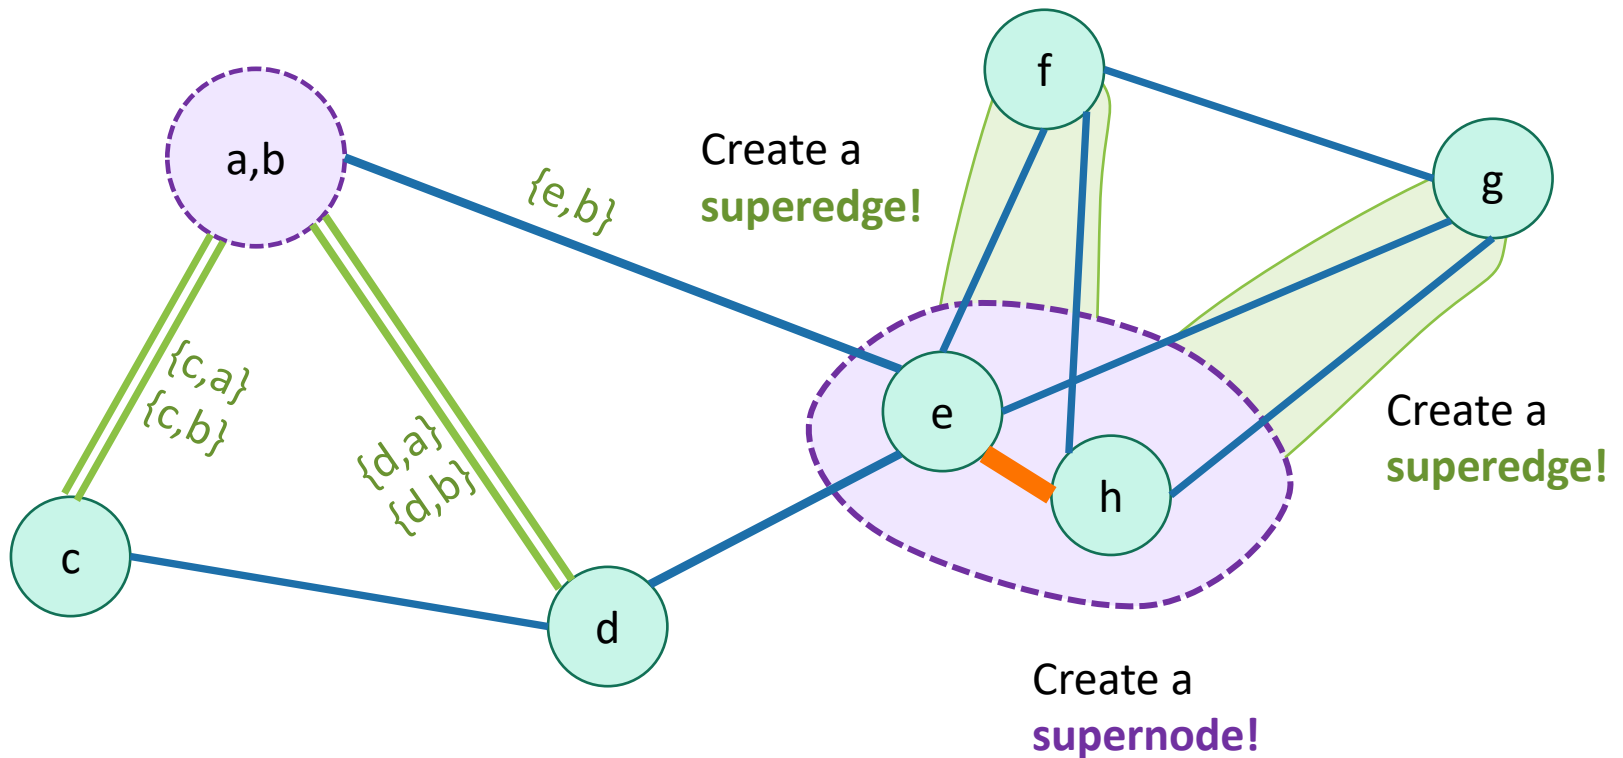 f
Create a
superedge!
a,b
g
{e,b}
{c,a}
{c,b}
e
Create a
superedge!
{d,a}
{d,b}
h
c
d
Create a
supernode!